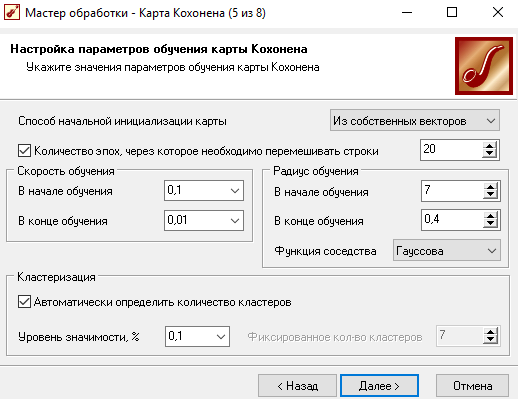 Мастер обработки - Карта Кохонена (5 из 8)
Настройка параметров обучения карты Кохонена
Укажите значения параметров обучения карты Кохонена
Способ начальной инициализации карты Из собственных векторов
Количество эпох, через которое необходимо перемешивать строки 20
Скорость обучения
В начале обучения 0,1
В конце обучения 0,01
Радиус обучения
В начале обучения 7
В конце обучения 0,4
Функция соседства Гауссова
Кластеризация
Автоматически определить количество кластеров
Уровень значимости, % 0,1 Фиксированное кол-во кластеров 7
< Назад Далее > Отмена